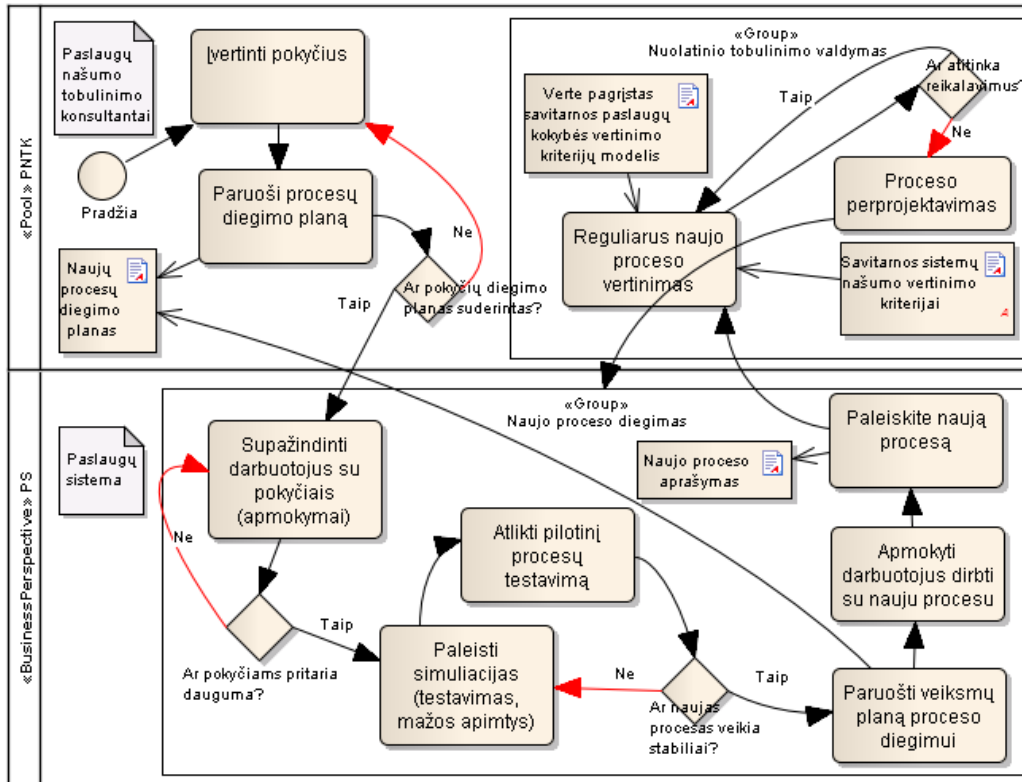 «Pool» PNTK
Paslaugų
našumo
tobulinimo
konsultantai
Pradžia
Įvertinti pokyčius
Paruoši procesų
diegimo planą
Naujų
procesų
diegimo
planas
Ne
Ar pokyčių diegimo
planas suderintas?
Taip
«Group»
Nuolatinio tobulinimo valdymas
Verte pagrįstas
savitarnos paslaugų
kokybės vertinimo
kriterijų modelis
Taip
Ar atitinka
reikalavimus?
Ne
Proceso
perprojektavimas
Reguliarus naujo
proceso
vertinimas
Savitarnos sistemų
našumo vertinimo
kriterijai
A
«BusinessPerspective» PS
Paslaugų
sistema
«Group»
Naujo proceso diegimas
Supažindinti
darbuotojus su
pokyčiais
(apmokymai)
Ne
Ar pokyčiams pritaria
dauguma?
Taip
Atlikti pilotinį
procesų
testavimą
Paleisti
simuliacijas
(testavimas,
mažos apimtys)
Ne
Ar naujas
procesas veikia
stabiliai?
Taip
Naujo proceso
aprašymas
Paleiskite naują
procesą
Apmokyti
darbuotojus dirbti
su nauju procesu
Paruošti veiksmų
planą proceso
diegimui